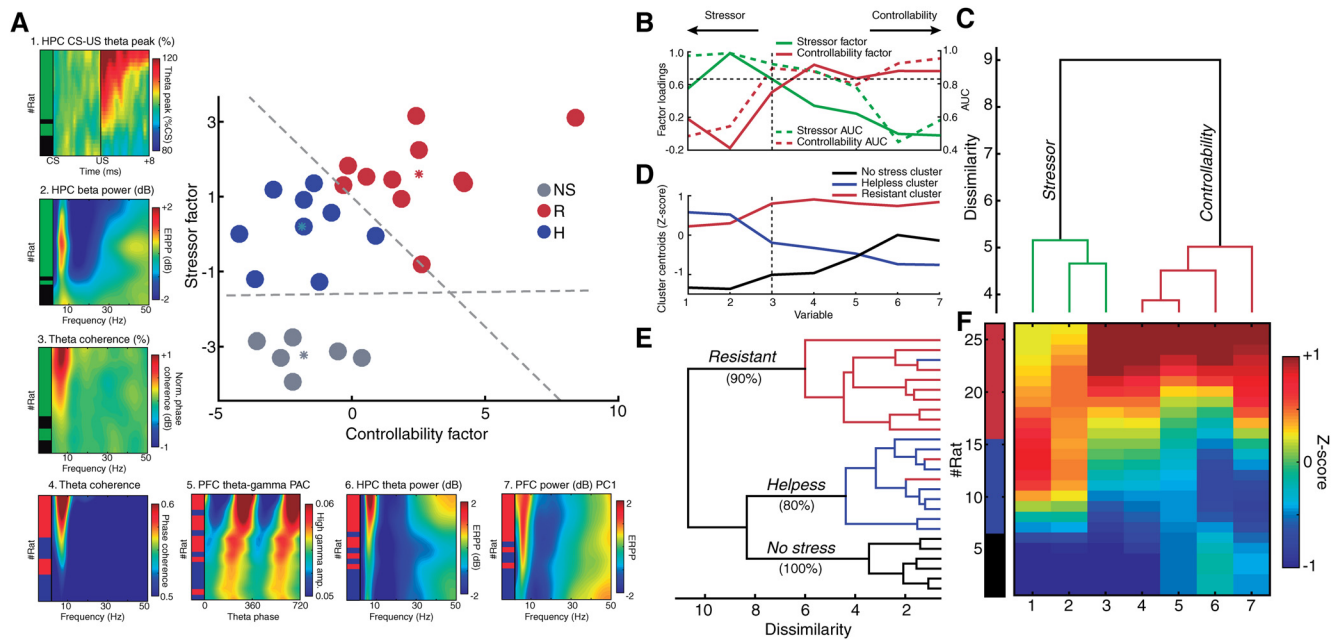 A
1. HPC CS-US theta peak (%)
#Rat
120
80
Theta peak (%CS)
CS
US
+8
Time (ms)
2. HPC beta power (dB)
#Rat
+2
-2
ERPP (dB)
10
30
50
Frequency (Hz)
3. Theta coherence (%)
#Rat
+1
-1
Norm. phase
coherence (dB)
10
30
50
Frequency (Hz)
4. Theta coherence
#Rat
0.6
0.5
Phase coherence
10
30
50
Frequency (Hz)
5. PFC theta-gamma PAC
#Rat
0.06
0.05
High gamma amp.
0
360
720
Theta phase
6. HPC theta power (dB)
#Rat
2
-2
ERPP (dB)
10
30
50
Frequency (Hz)
7. PFC power (dB) PC1
#Rat
2
-2
ERPP
10
30
50
Frequency (Hz)
Stressor factor
3
1
-1
-3
-5
0
5
10
Controllability factor
NS
R
H
B
Stressor
Controllability
Stressor factor
Controllability factor
Factor loadings
1.0
0.6
0.2
-0.2
1.0
0.8
0.6
0.4
AUC
Stressor AUC
Controllability AUC
C
Dissimilarity
9
8
7
6
5
4
Stressor
Controllability
D
No stress cluster
Helpless cluster
Resistant cluster
Cluster centroids (Z-score)
1
0
-1
1
2
3
4
5
6
7
Variable
E
Resistant
(90%)
Helpess
(80%)
No stress
(100%)
10
8
6
4
2
Dissimilarity
F
#Rat
25
20
15
10
5
1
2
3
4
5
6
7
+1
0
-1
Z-score